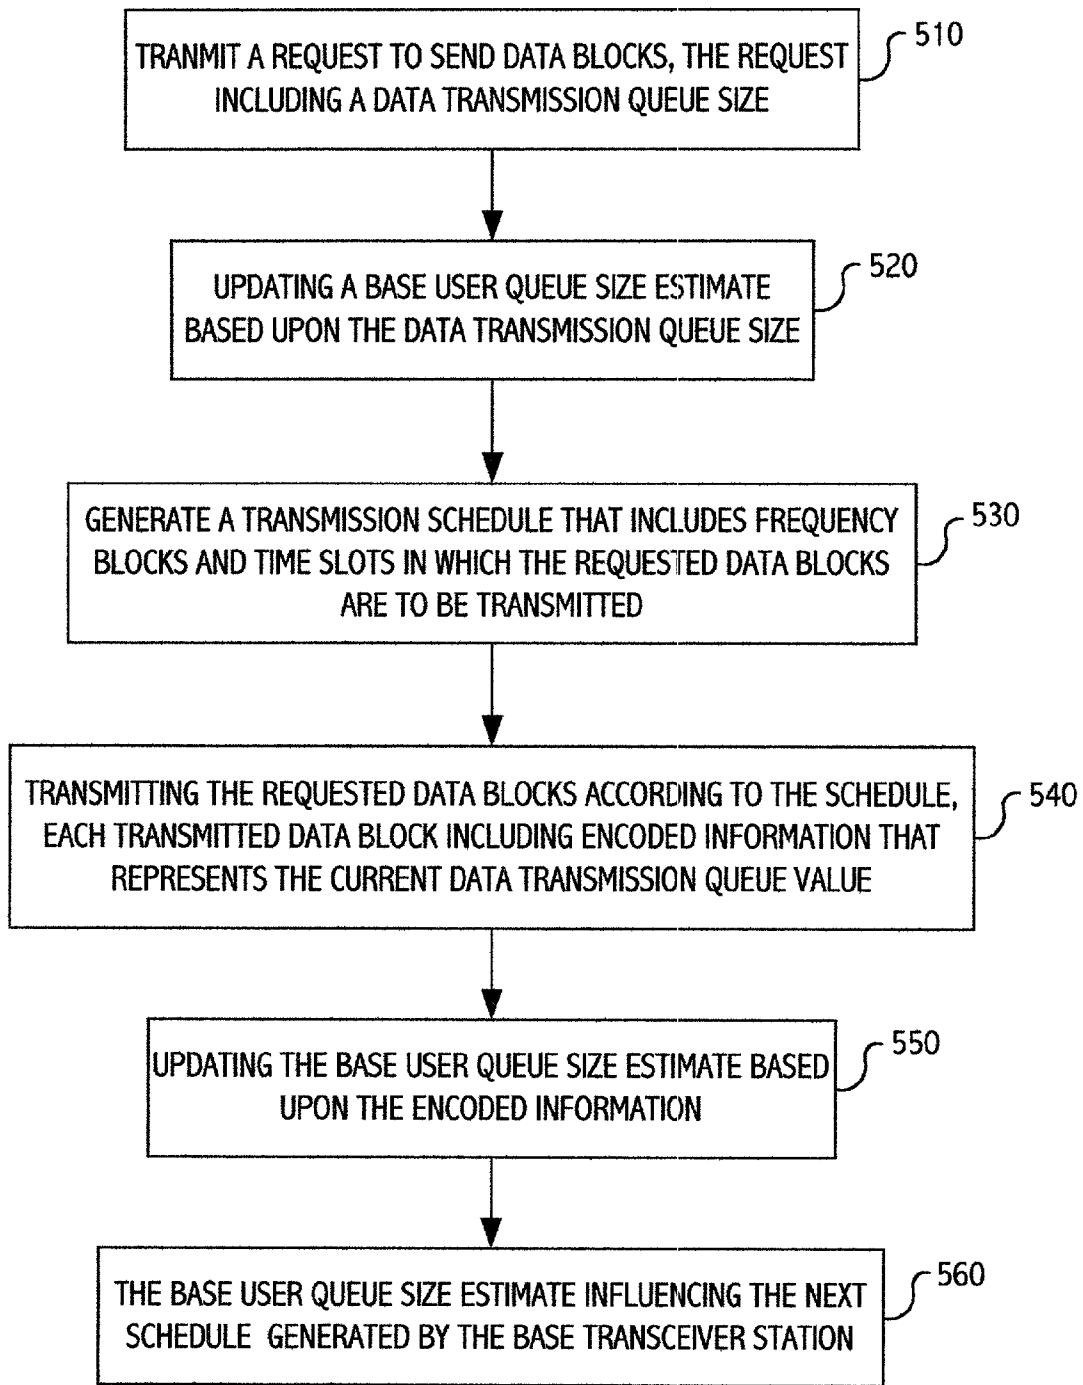 TRANMIT A REQUEST TO SEND DATA BLOCKS, THE REQUEST
INCLUDING A DATA TRANSMISSION QUEUE SIZE
510
UPDATING A BASE USER QUEUE SIZE ESTIMATE
BASED UPON THE DATA TRANSMISSION QUEUE SIZE
520
GENERATE A TRANSMISSION SCHEDULE THAT INCLUDES FREQUENCY
BLOCKS AND TIME SLOTS IN WHICH THE REQUESTED DATA BLOCKS
ARE TO BE TRANSMITTED
530
TRANSMITTING THE REQUESTED DATA BLOCKS ACCORDING TO THE SCHEDULE,
EACH TRANSMITTED DATA BLOCK INCLUDING ENCODED INFORMATION THAT
REPRESENTS THE CURRENT DATA TRANSMISSION QUEUE VALUE
540
UPDATING THE BASE USER QUEUE SIZE ESTIMATE BASED
UPON THE ENCODED INFORMATION
550
THE BASE USER QUEUE SIZE ESTIMATE INFLUENCING THE NEXT
SCHEDULE GENERATED BY THE BASE TRANSCEIVER STATION
560